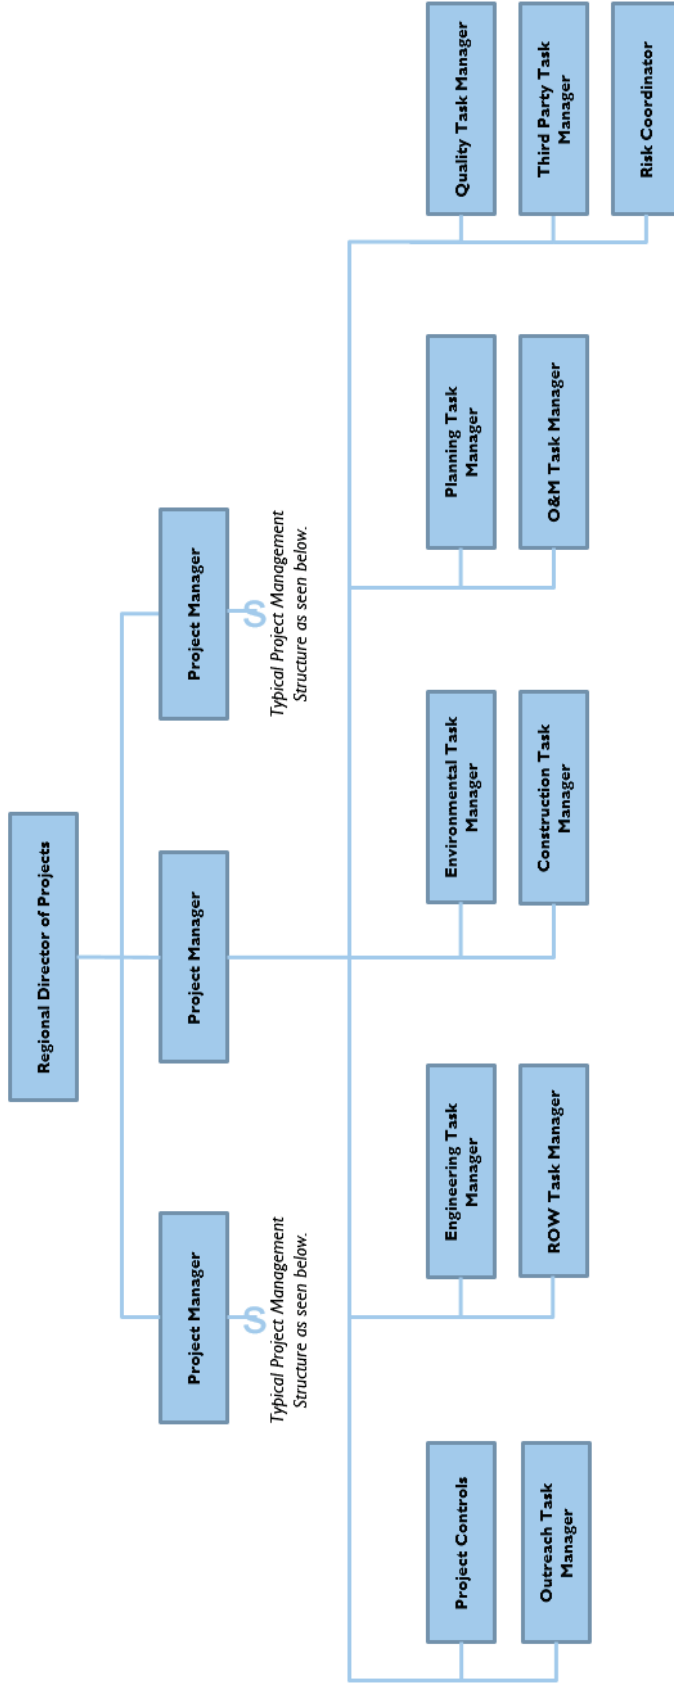 Regional Director of Projects
Project Manager
Project Manager
Project Manager
S
Typical Project Management
Structure as seen below.
S
Typical Project Management
Structure as seen below.
Project Controls
Outreach Task
Manager
Engineering Task
Manager
ROW Task Manager
Environmental Task
Manager
Construction Task
Manager
Planning Task
Manager
O&M Task Manager
Quality Task Manager
Third Party Task
Manager
Risk Coordinator